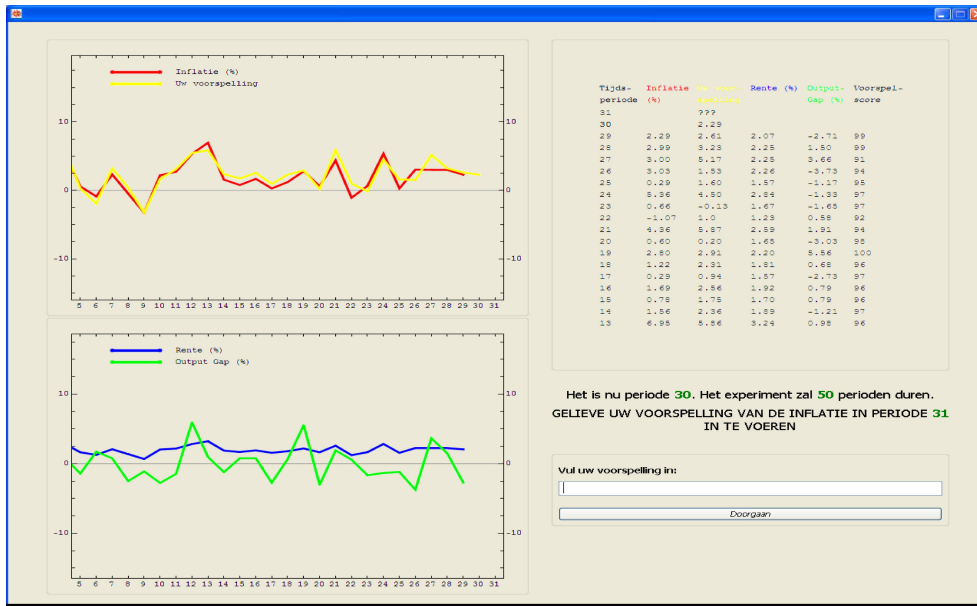 Inflatie (%)
Uw voorspelling
10 10
0 0
-10 -10
5 6 7 8 9 10 11 12 13 14 15 16 17 18 19 20 21 22 23 24 25 26 27 28 29 30 31
Rente (%)
Output Gap (%)
10 10
0 0
-10 -10
5 6 7 8 9 10 11 12 13 14 15 16 17 18 19 20 21 22 23 24 25 26 27 28 29 30 31
Tijds- Inflatie Rente (%) Output- Voorspel-
periode (%) Gap (%) score
31 ???
30 2.29
29 2.29 2.61 2.07 -2.71 99
28 2.99 3.23 2.25 1.50 99
27 3.00 5.17 2.25 3.66 91
26 3.03 1.53 2.26 -3.73 94
25 0.29 1.60 1.57 -1.17 95
24 5.36 4.50 2.84 -1.33 97
23 0.66 -0.13 1.67 -1.65 97
22 -1.07 1.0 1.23 0.58 92
21 4.36 5.87 2.59 1.91 94
20 0.60 0.20 1.65 -3.03 98
19 2.80 2.91 2.20 5.56 100
18 1.22 2.31 1.81 0.68 96
17 0.29 0.94 1.57 -2.73 97
16 1.69 2.56 1.92 0.79 96
15 0.78 1.75 1.70 0.79 96
14 1.56 2.36 1.89 -1.21 97
13 6.95 5.86 3.24 0.98 96
Het is nu periode 30. Het experiment zal 50 perioden duren.
GELIEVE UW VOORSPELLING VAN DE INFLATIE IN PERIODE 31
IN TE VOEREN
Vul uw voorspelling in:
Doorgaan